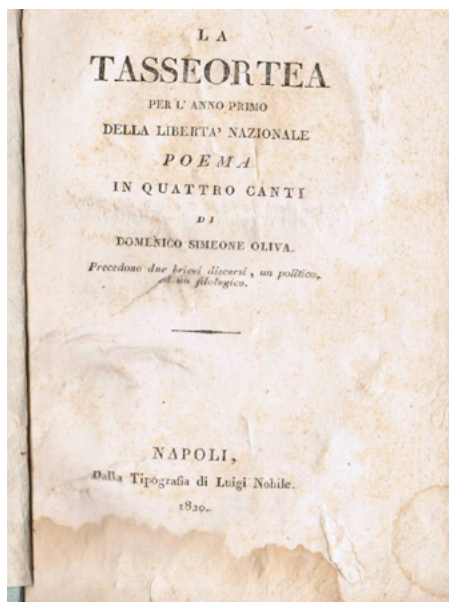 LA
TASSEORTEA
PER L' ANNO PRIMO
DELLA LIBERTA' NAZIONALE
POEMA
IN QUATTRO CANTI
DI
DOMENICO SIMEONE OLIVA.
Precedono due brievi discorsi, un politico,
ed un filologico.
NAPOLI,
Dalla Tipografia di Luigi Nobile.
1820.